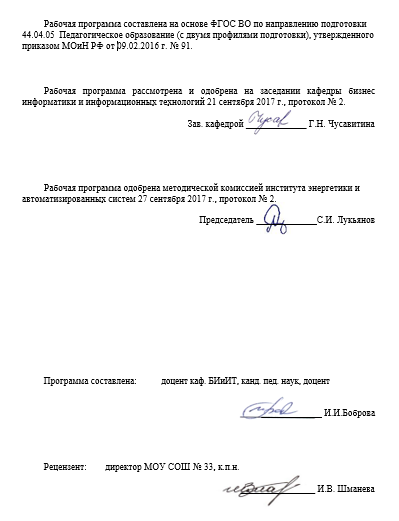 Рабочая программа составлена на основе ФГОС ВО по направлению подготовки
44.04.05 Педагогическое образование (с двумя профилями подготовки), утвержденного
приказом МОиН РФ от 09.02.2016 г. № 91.
Рабочая программа рассмотрена и одобрена на заседании кафедры бизнес
информатики и информационных технологий 21 сентября 2017 г., протокол № 2.
Зав. кафедрой ______________ Г.Н. Чусавитина
Рабочая программа одобрена методической комиссией института энергетики и
автоматизированных систем 27 сентября 2017 г., протокол № 2.
Председатель ______________ С.И. Лукьянов
Программа составлена: доцент каф. БИиИТ, канд. пед. наук, доцент
______________ И.И.Боброва
Рецензент: директор МОУ СОШ № 33, к.п.н.
______________ И.В. Шманева